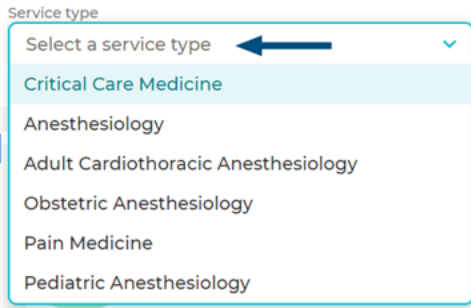 Service type
Select a service type
Critical Care Medicine
Anesthesiology
Adult Cardiothoracic Anesthesiology
Obstetric Anesthesiology
Pain Medicine
Pediatric Anesthesiology